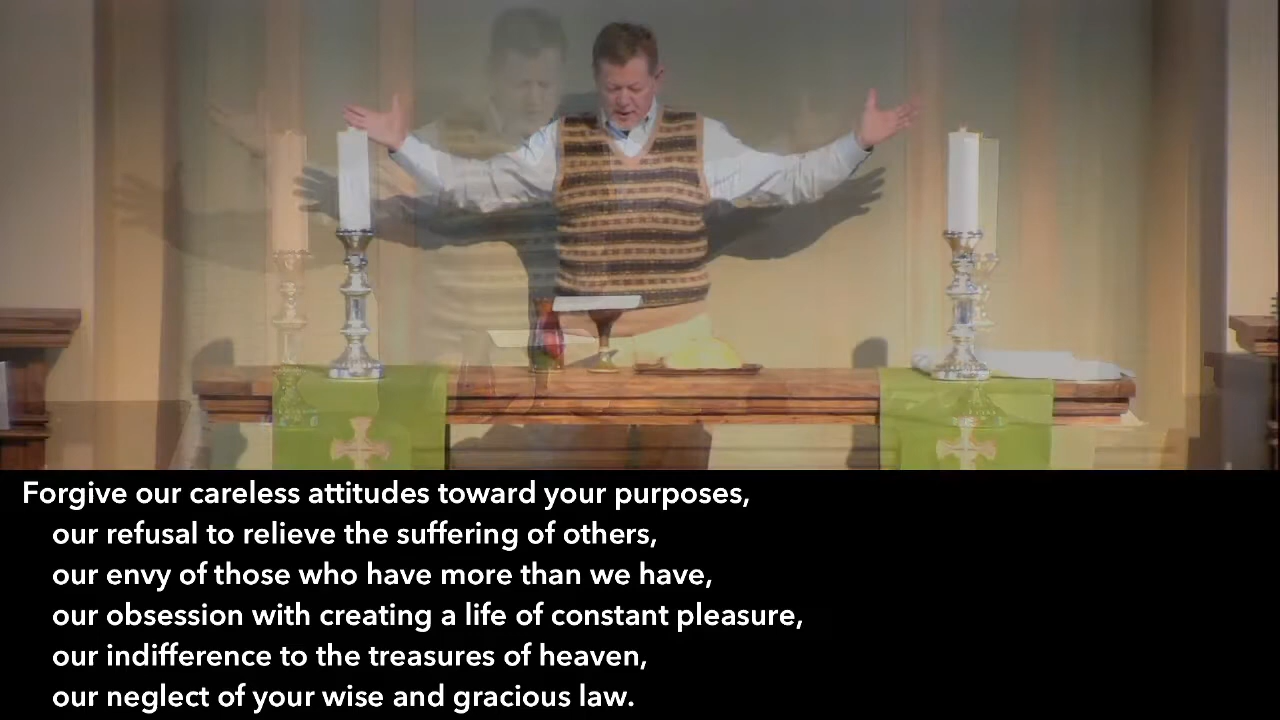 Forgive our careless attitudes toward your purposes,
our refusal to relieve the suffering of others,
our envy of those who have more than we have,
our obsession with creating a life of constant pleasure,
our indifference to the treasures of heaven,
our neglect of your wise and gracious law.